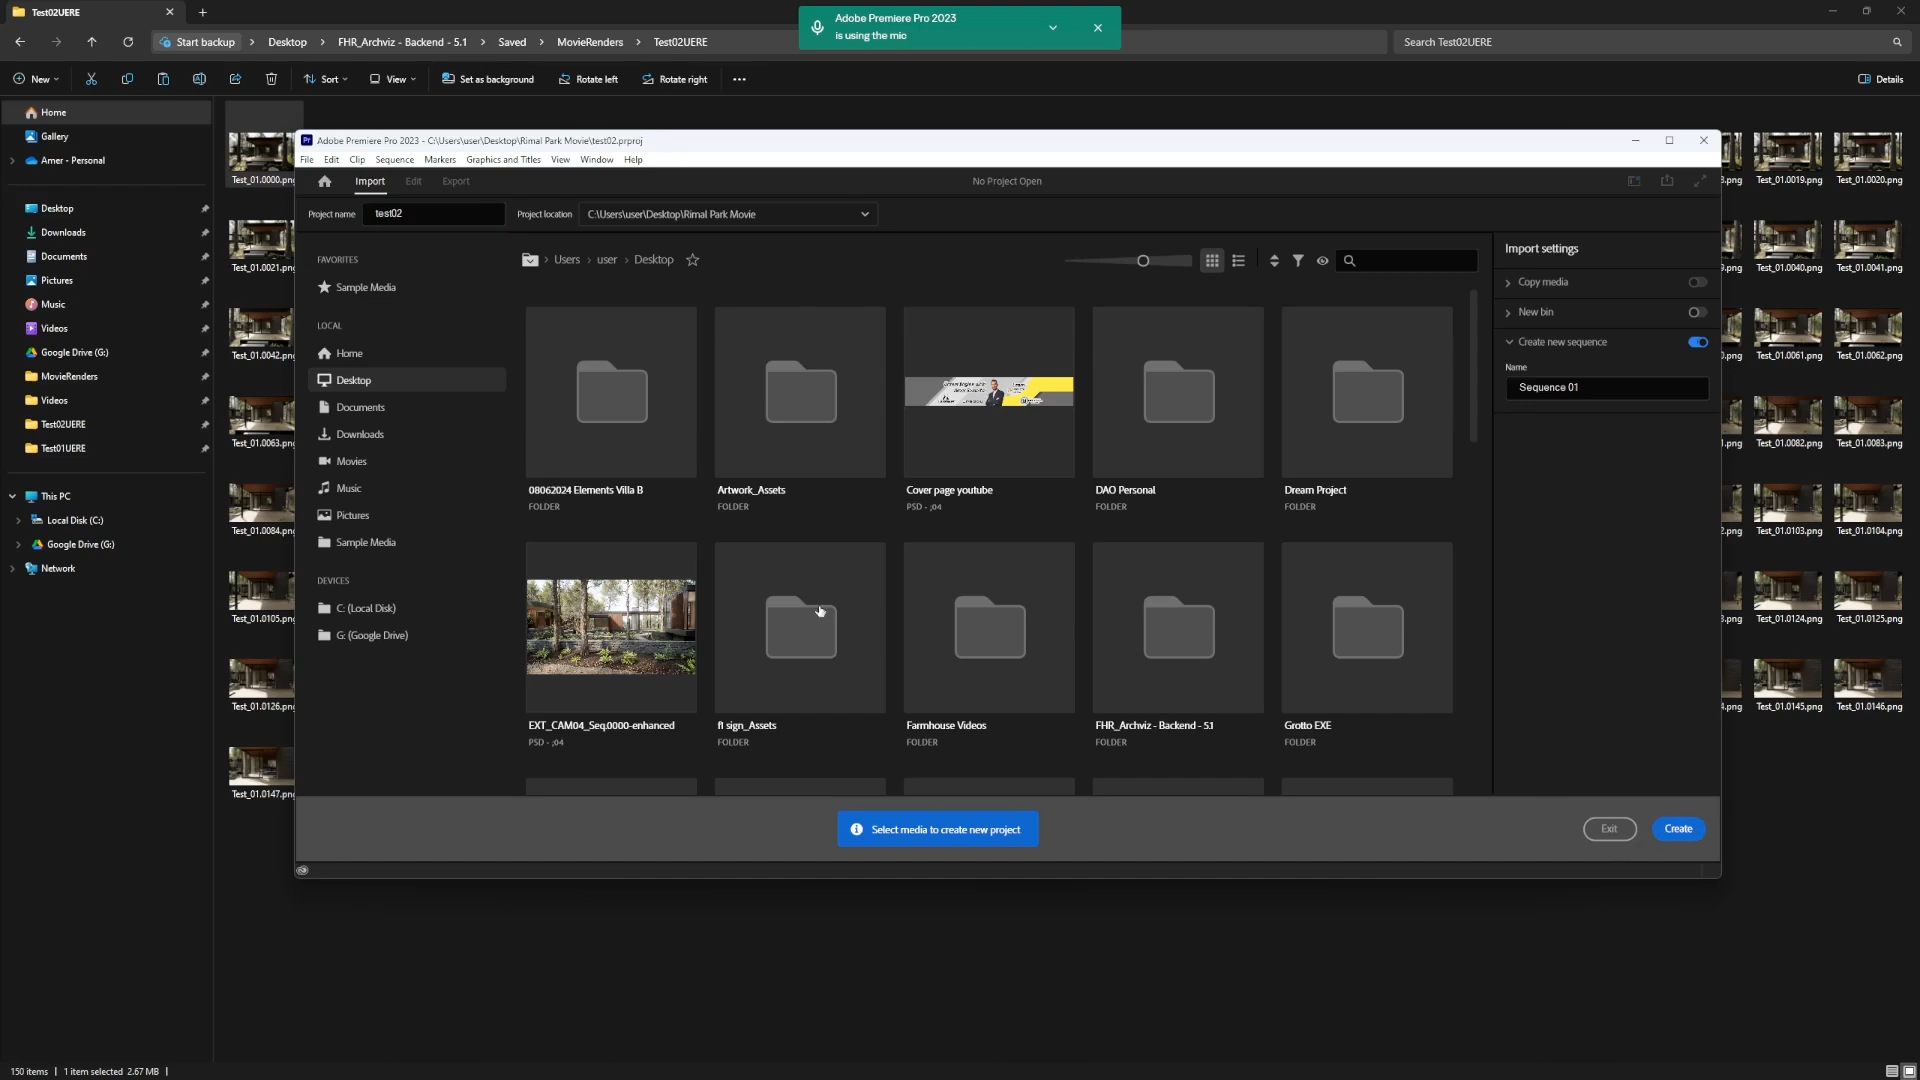 Test02UERE
Adobe Premiere Pro 2023
is using the mic
Start backup
Desktop
FHR_Archviz - Backend - 5.1
Saved
MovieRenders
Test02UERE
Search Test02UERE
New
Sort
View
Set as background
Rotate left
Rotate right
Details
Home
Gallery
Amer - Personal
Desktop
Downloads
Documents
Pictures
Music
Videos
Google Drive (G:)
MovieRenders
Videos
Test02UERE
Test01UERE
This PC
Local Disk (C:)
Google Drive (G:)
Network
Test_01.0000.png
Test_01.0021.png
Test_01.0042.png
Test_01.0063.png
Test_01.0084.png
Test_01.0105.png
Test_01.0126.png
Test_01.0147.png
Adobe Premiere Pro 2023 - C:\Users\user\Desktop\Rimal Park Movie\test02.prproj
File Edit Clip Sequence Markers Graphics and Titles View Window Help
Import Edit Export
No Project Open
Project name
test02
Project location
C:\Users\user\Desktop\Rimal Park Movie
FAVORITES
Sample Media
LOCAL
Home
Desktop
Documents
Downloads
Movies
Music
Pictures
Sample Media
DEVICES
C: (Local Disk)
G: (Google Drive)
Users
user
Desktop
08062024 Elements Villa B
FOLDER
Artwork_Assets
FOLDER
Cover page youtube
PSD - ;04
DAO Personal
FOLDER
Dream Project
FOLDER
EXT_CAM04_Seq.0000-enhanced
PSD - ;04
fl sign_Assets
FOLDER
Farmhouse Videos
FOLDER
FHR_Archviz - Backend - 5.1
FOLDER
Grotto EXE
FOLDER
Import settings
Copy media
New bin
Create new sequence
Name
Sequence 01
Select media to create new project
Exit
Create
Test_01.0019.png
Test_01.0020.png
Test_01.0040.png
Test_01.0041.png
Test_01.0061.png
Test_01.0062.png
Test_01.0082.png
Test_01.0083.png
Test_01.0103.png
Test_01.0104.png
Test_01.0124.png
Test_01.0125.png
Test_01.0145.png
Test_01.0146.png
150 items
1 item selected 2.67 MB